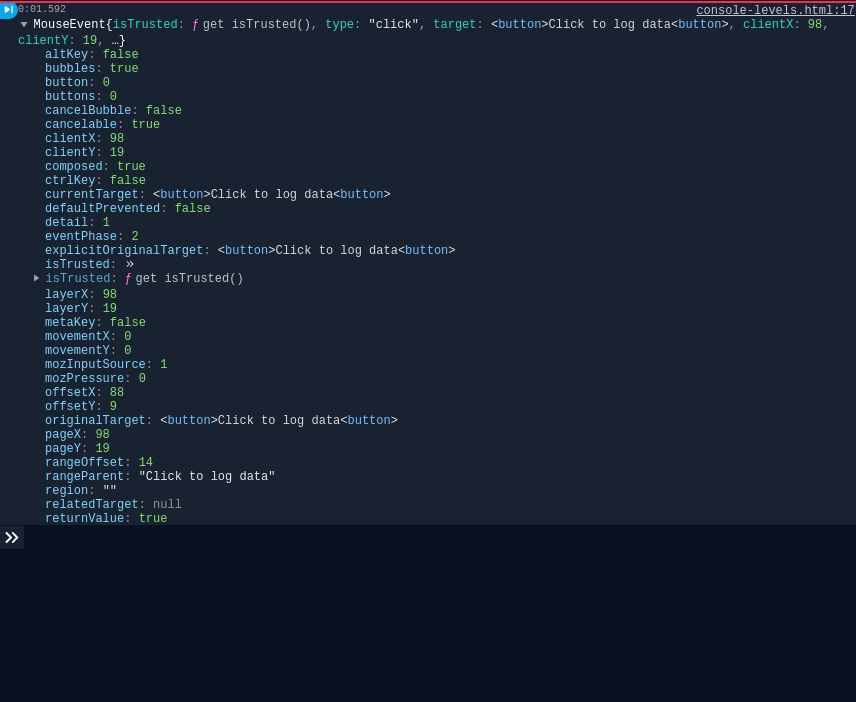 0:01.592 console-levels.html:17
MouseEvent{isTrusted: ƒ get isTrusted(), type: "click", target: <button>Click to log data<button>, clientX: 98,
clientY: 19, …}
altKey: false
bubbles: true
button: 0
buttons: 0
cancelBubble: false
cancelable: true
clientX: 98
clientY: 19
composed: true
ctrlKey: false
currentTarget: <button>Click to log data<button>
defaultPrevented: false
detail: 1
eventPhase: 2
explicitOriginalTarget: <button>Click to log data<button>
isTrusted: »
isTrusted: ƒ get isTrusted()
layerX: 98
layerY: 19
metaKey: false
movementX: 0
movementY: 0
mozInputSource: 1
mozPressure: 0
offsetX: 88
offsetY: 9
originalTarget: <button>Click to log data<button>
pageX: 98
pageY: 19
rangeOffset: 14
rangeParent: "Click to log data"
region: ""
relatedTarget: null
returnValue: true